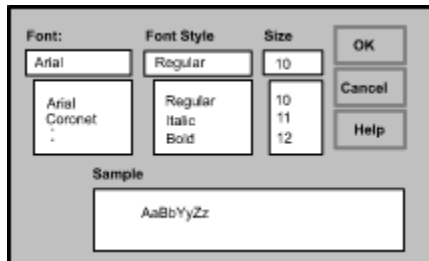 Font: Font Style Size
Arial Regular 10
OK
Cancel
Help
Arial Regular 10
Coronet Italic 11
: Bold 12
Sample
AaBbYyZz